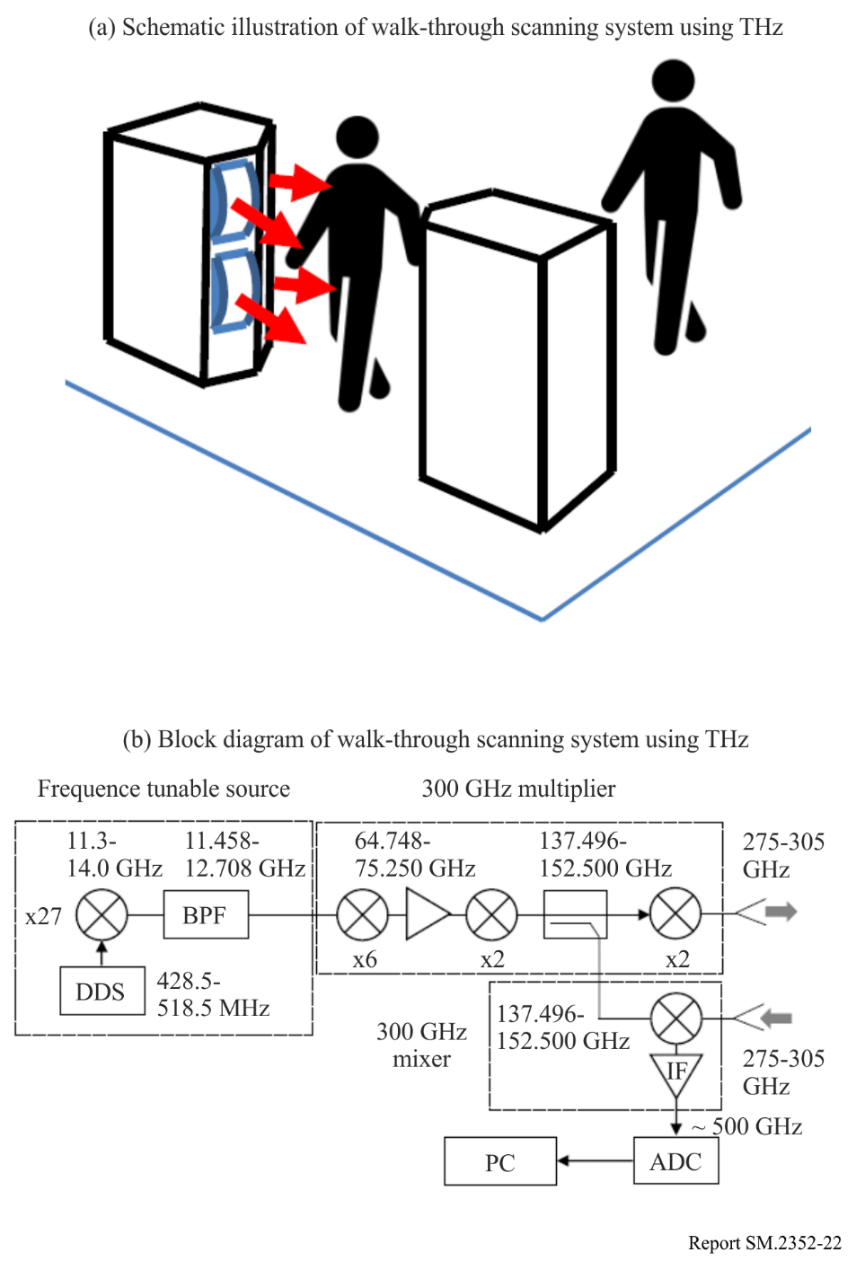 (a) Schematic illustration of walk-through scanning system using THz
(b) Block diagram of walk-through scanning system using THz
Frequence tunable source
300 GHz multiplier
11.3-
14.0 GHz
11.458-
12.708 GHz
64.748-
75.250 GHz
137.496-
152.500 GHz
275-305
GHz
x27
BPF
x6
x2
x2
DDS
428.5-
518.5 MHz
300 GHz
mixer
137.496-
152.500 GHz
IF
275-305
GHz
~ 500 GHz
PC
ADC
Report SM.2352-22